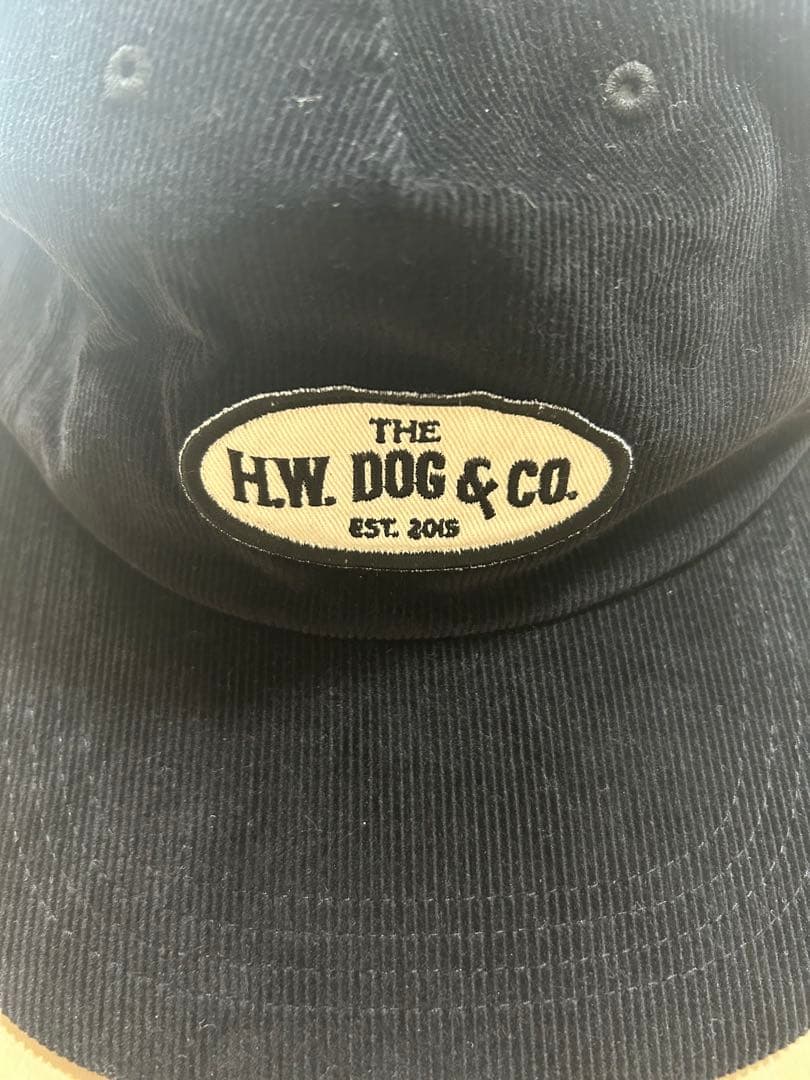 THE
H.W. DOG & CO.
EST. 2015